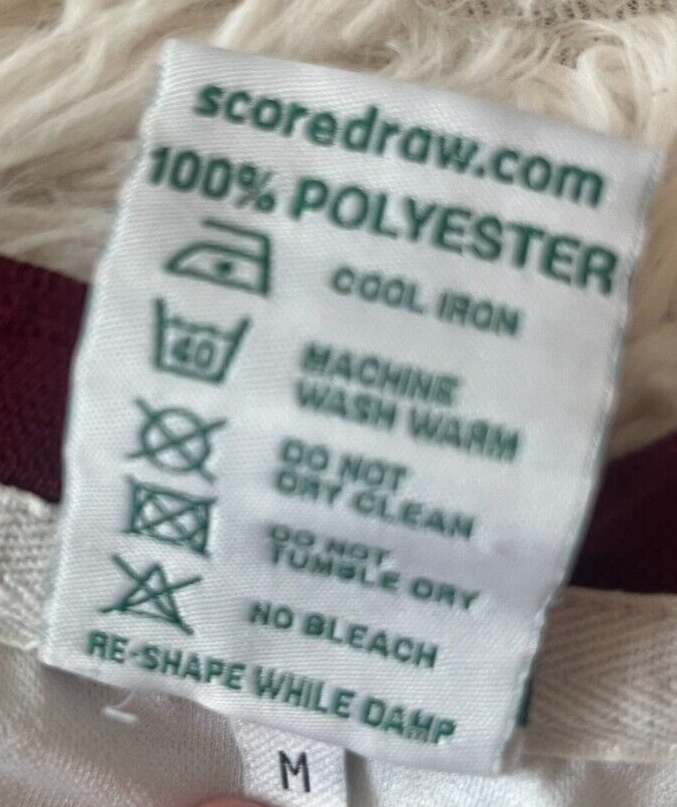 scoredraw.com
100% POLYESTER
COOL IRON
40
MACHINE
WASH WARM
DO NOT
DRY CLEAN
DO NOT
TUMBLE DRY
NO BLEACH
RE-SHAPE WHILE DAMP
M